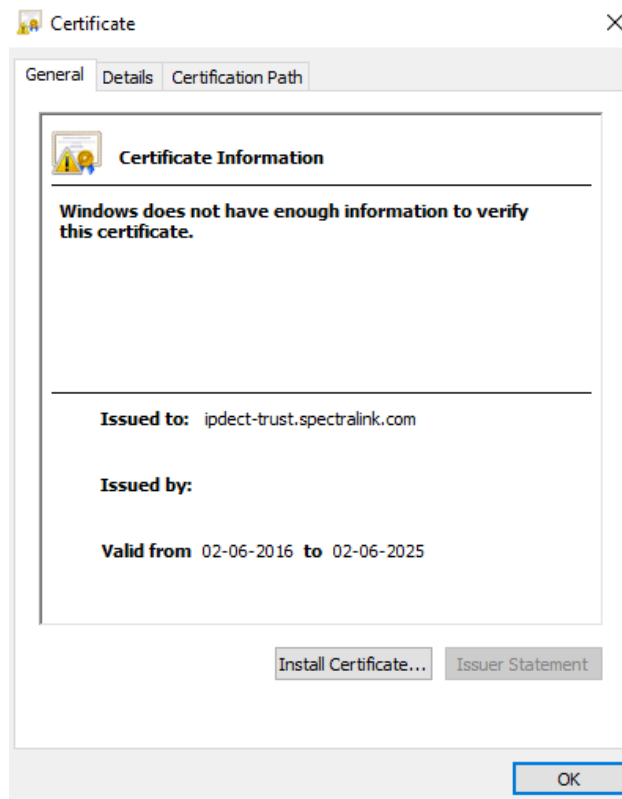 Certificate
General Details Certification Path
Certificate Information
Windows does not have enough information to verify
this certificate.
Issued to: ipdect-trust.spectralink.com
Issued by:
Valid from 02-06-2016 to 02-06-2025
Install Certificate... Issuer Statement
OK